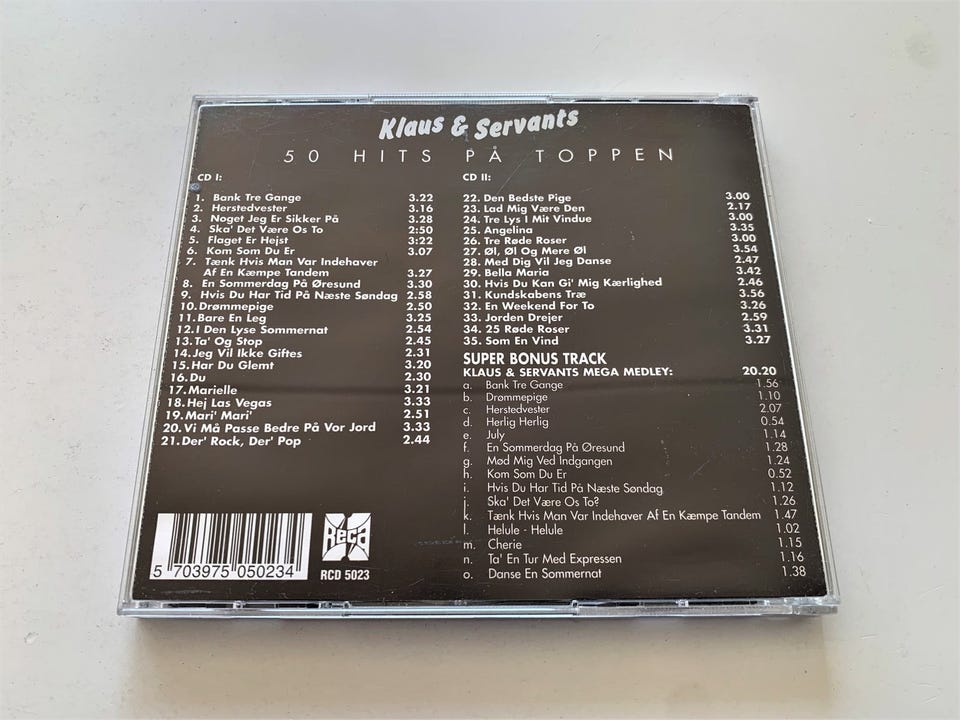 Klaus & Servants
50 HITS PÅ TOPPEN
CD I:
1. Bank Tre Gange 3.22
2. Herstedvester 3.16
3. Noget Jeg Er Sikker På 3.28
4. Ska' Det Være Os To 2:50
5. Flaget Er Hejst 3:22
6. Kom Som Du Er 3.07
7. Tænk Hvis Man Var Indehaver
Af En Kæmpe Tandem 3.27
8. En Sommerdag På Øresund 3.30
9. Hvis Du Har Tid På Næste Søndag 2.58
10. Drømmepige 2.50
11. Bare En Leg 3.25
12. I Den Lyse Sommernat 2.54
13. Ta' Og Stop 2.45
14. Jeg Vil Ikke Giftes 2.31
15. Har Du Glemt 3.20
16. Du 2.30
17. Marielle 3.21
18. Hej Las Vegas 3.33
19. Mari' Mari' 2.51
20. Vi Må Passe Bedre På Vor Jord 3.33
21. Der' Rock, Der' Pop 2.44
CD II:
22. Den Bedste Pige 3.00
23. Lad Mig Være Den 2.17
24. Tre Lys I Mit Vindue 3.00
25. Angelina 3.35
26. Tre Røde Roser 3.00
27. Øl, Øl Og Mere Øl 3.54
28. Med Dig Vil Jeg Danse 2.47
29. Bella Maria 3.42
30. Hvis Du Kan Gi' Mig Kærlighed 2.46
31. Kundskabens Træ 3.56
32. En Weekend For To 3.26
33. Jorden Drejer 2.59
34. 25 Røde Roser 3.31
35. Som En Vind 3.27
SUPER BONUS TRACK
KLAUS & SERVANTS MEGA MEDLEY: 20.20
a. Bank Tre Gange 1.56
b. Drømmepige 1.10
c. Herstedvester 2.07
d. Herlig Herlig 0.54
e. July 1.14
f. En Sommerdag På Øresund 1.28
g. Mød Mig Ved Indgangen 1.24
h. Kom Som Du Er 0.52
i. Hvis Du Har Tid På Næste Søndag 1.12
j. Ska' Det Være Os To? 1.26
k. Tænk Hvis Man Var Indehaver Af En Kæmpe Tandem 1.47
l. Helule - Helule 1.02
m. Cherie 1.15
n. Ta' En Tur Med Expressen 1.16
o. Danse En Sommernat 1.38
5 703975 050234
Reca
RCD 5023